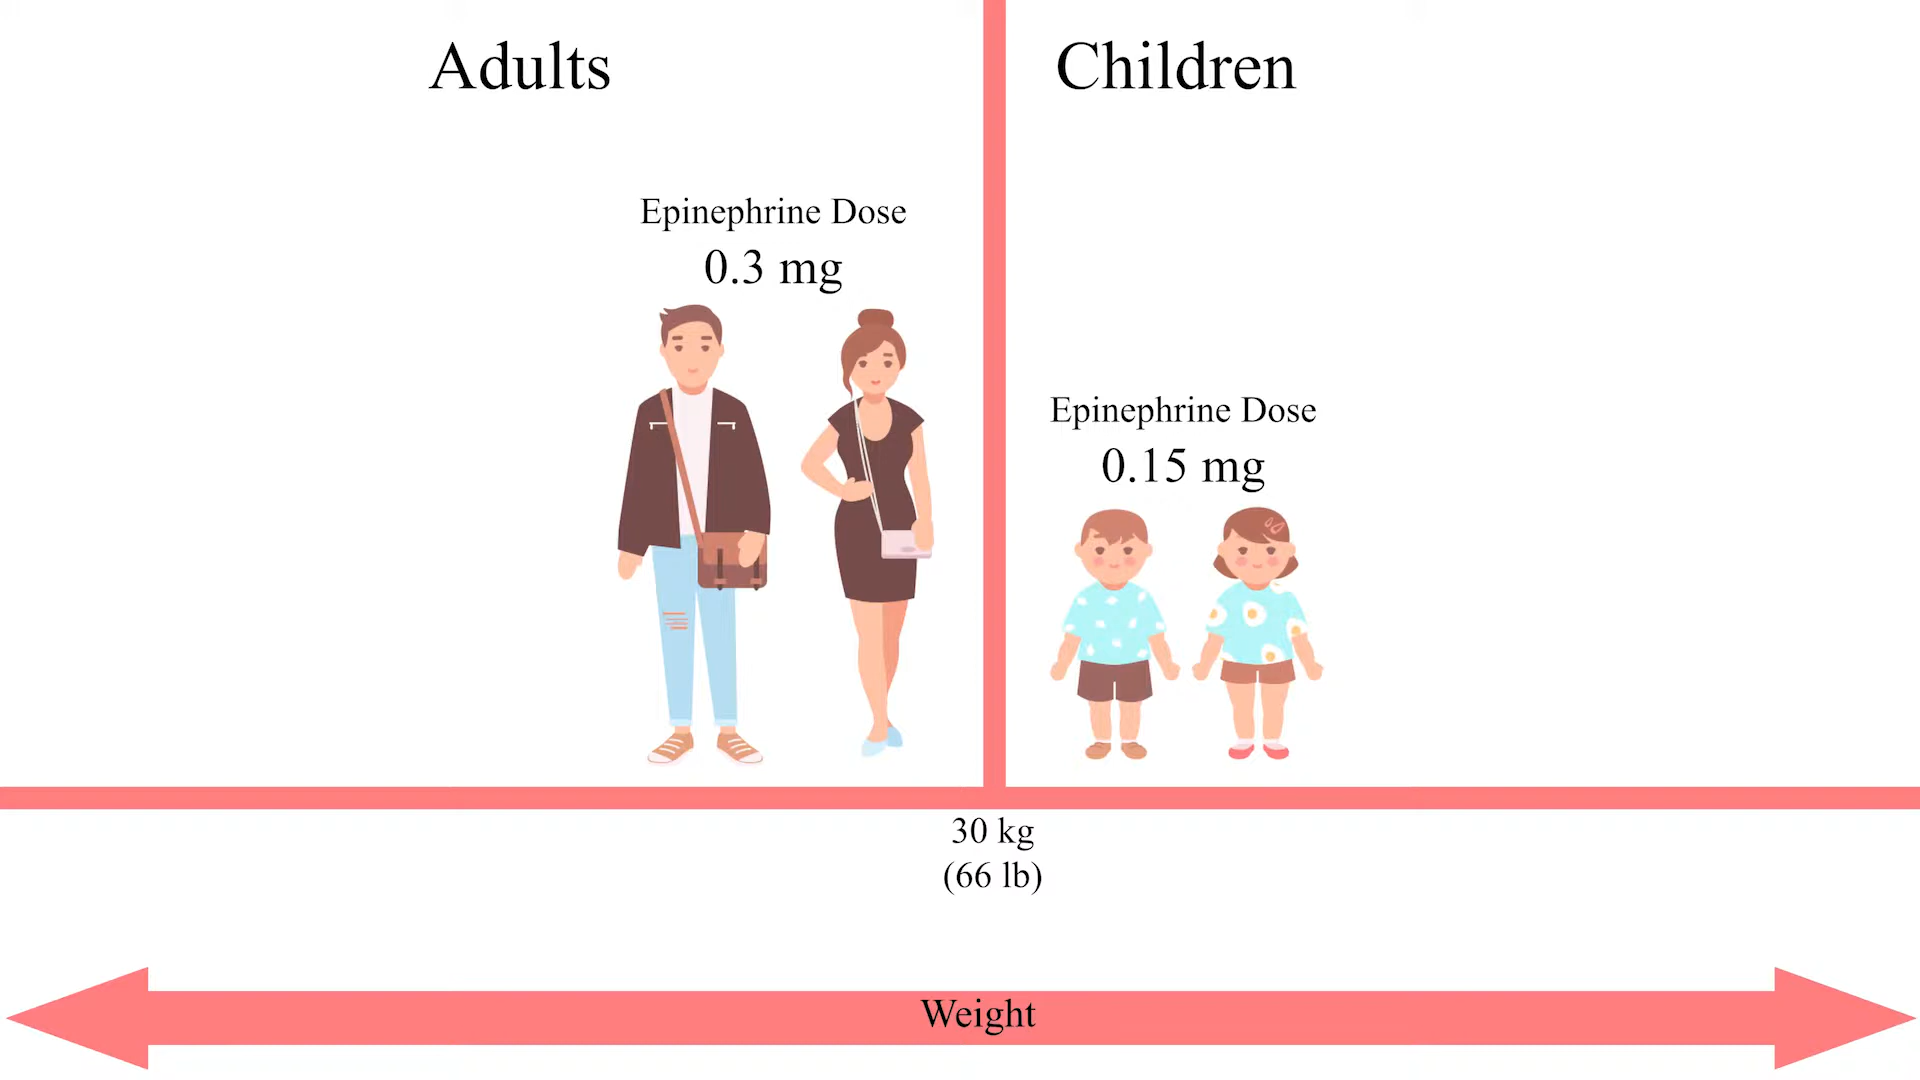 Adults
Children
Epinephrine Dose
0.3 mg
Epinephrine Dose
0.15 mg
30 kg
(66 lb)
Weight